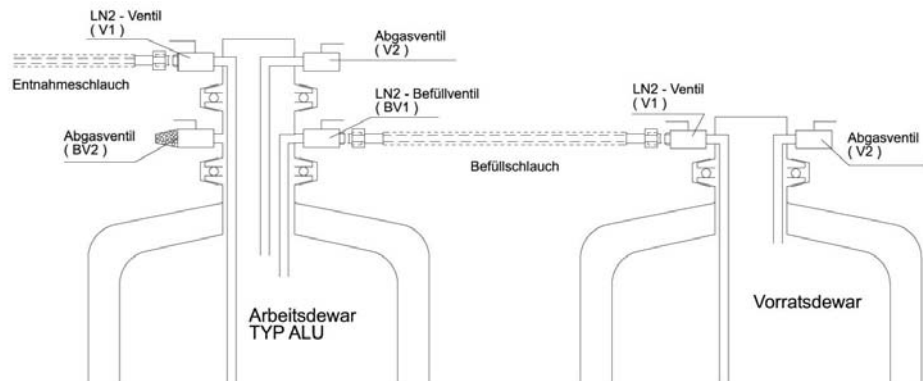 LN2 - Ventil
( V1 )
Abgasventil
( V2 )
Entnahmeschlauch
LN2 - Befüllventil
( BV1 )
LN2 - Ventil
( V1 )
Abgasventil
( BV2 )
Befüllschlauch
Abgasventil
( V2 )
Arbeitsdewar
TYP ALU
Vorratsdewar